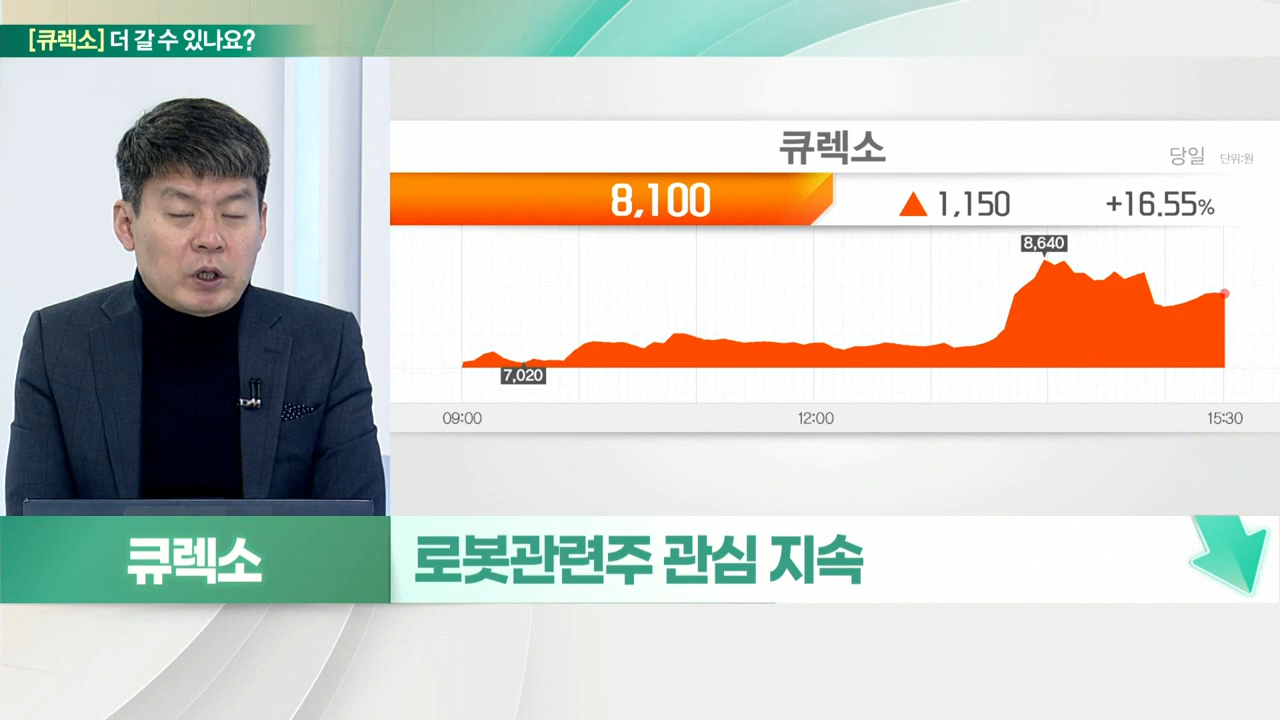 [큐렉소] 더 갈 수 있나요?
큐렉소
당일 단위:원
8,100 ▲ 1,150 +16.55%
8,640
7,020
09:00 12:00 15:30
큐렉소
로봇관련주 관심 지속